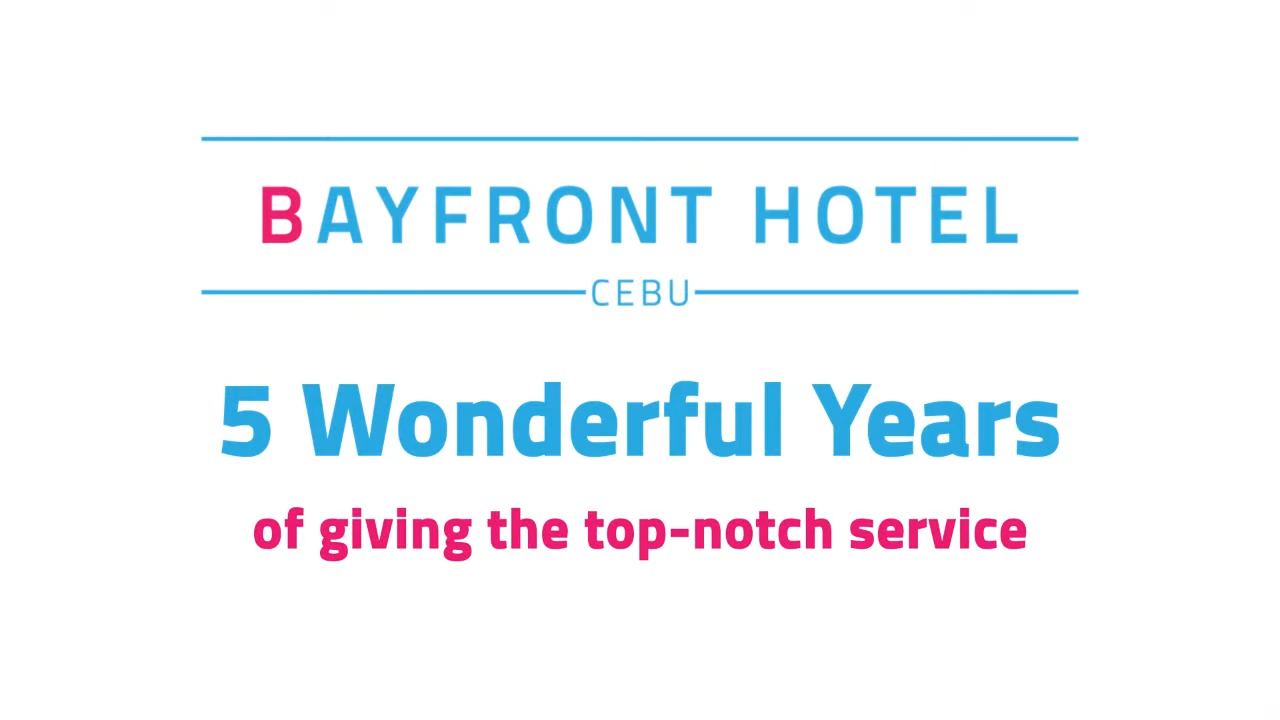 BAYFRONT HOTEL
CEBU
5 Wonderful Years
of giving the top-notch service